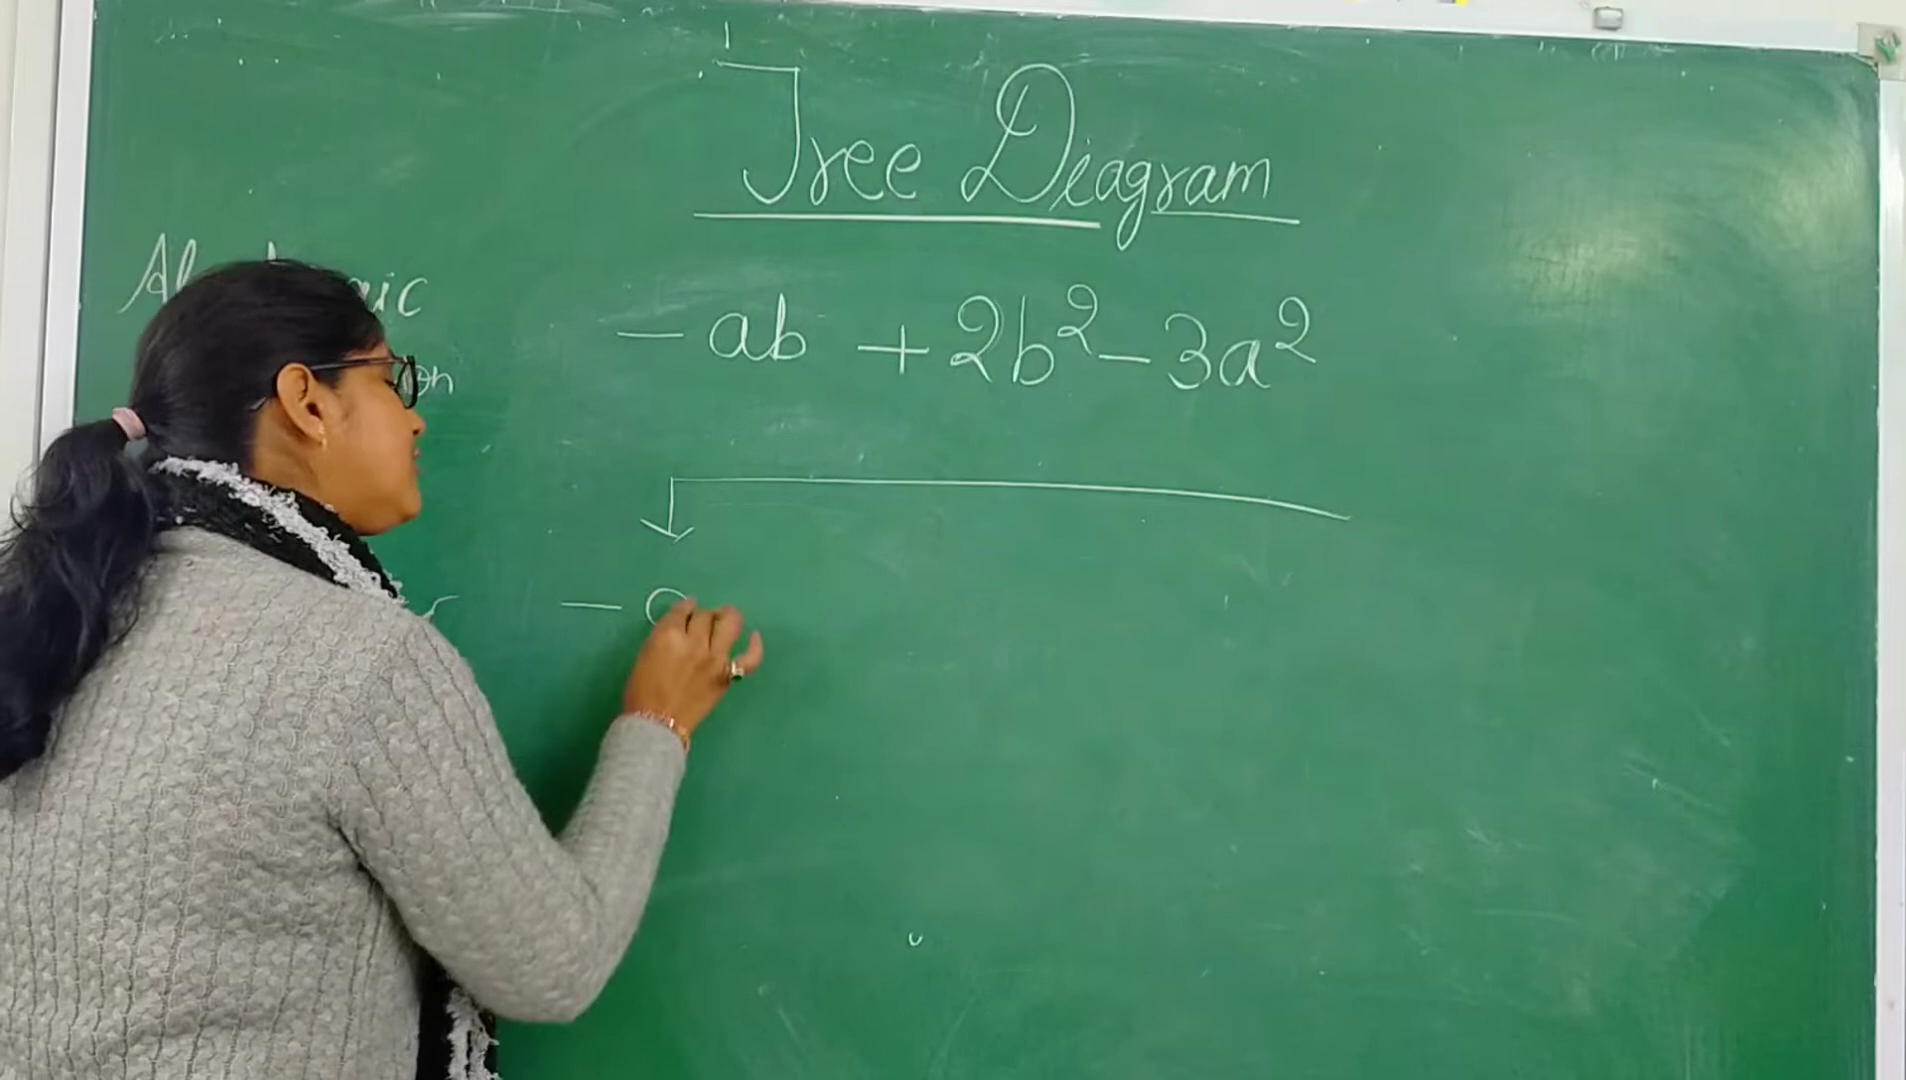 Tree Diagram
- ab + 2b² - 3a²
-